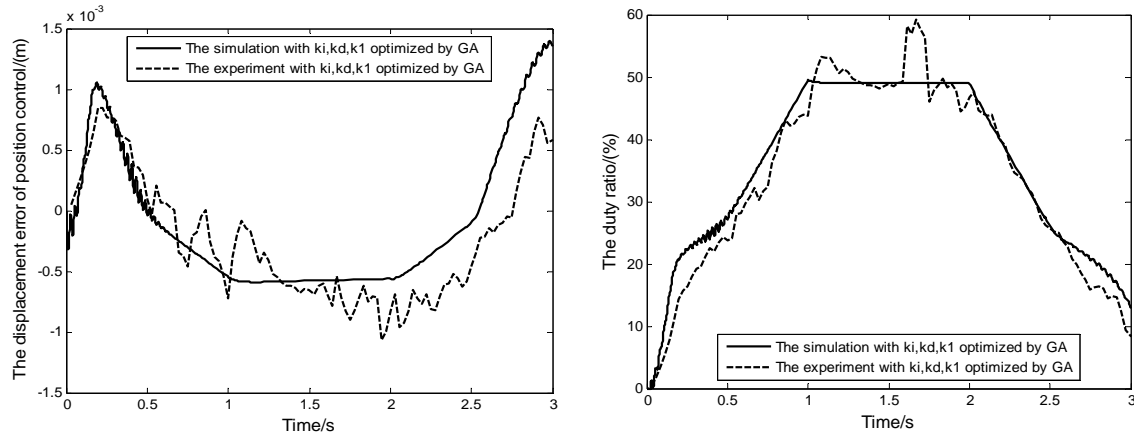 × 10⁻³
1.5
1
0.5
0
-0.5
-1
-1.5
The displacement error of position control/(m)
The simulation with ki,kd,k1 optimized by GA
The experiment with ki,kd,k1 optimized by GA
0 0.5 1 1.5 2 2.5 3
Time/s
60
50
40
30
20
10
0
The duty ratio/(%)
The simulation with ki,kd,k1 optimized by GA
The experiment with ki,kd,k1 optimized by GA
0 0.5 1 1.5 2 2.5 3
Time/s